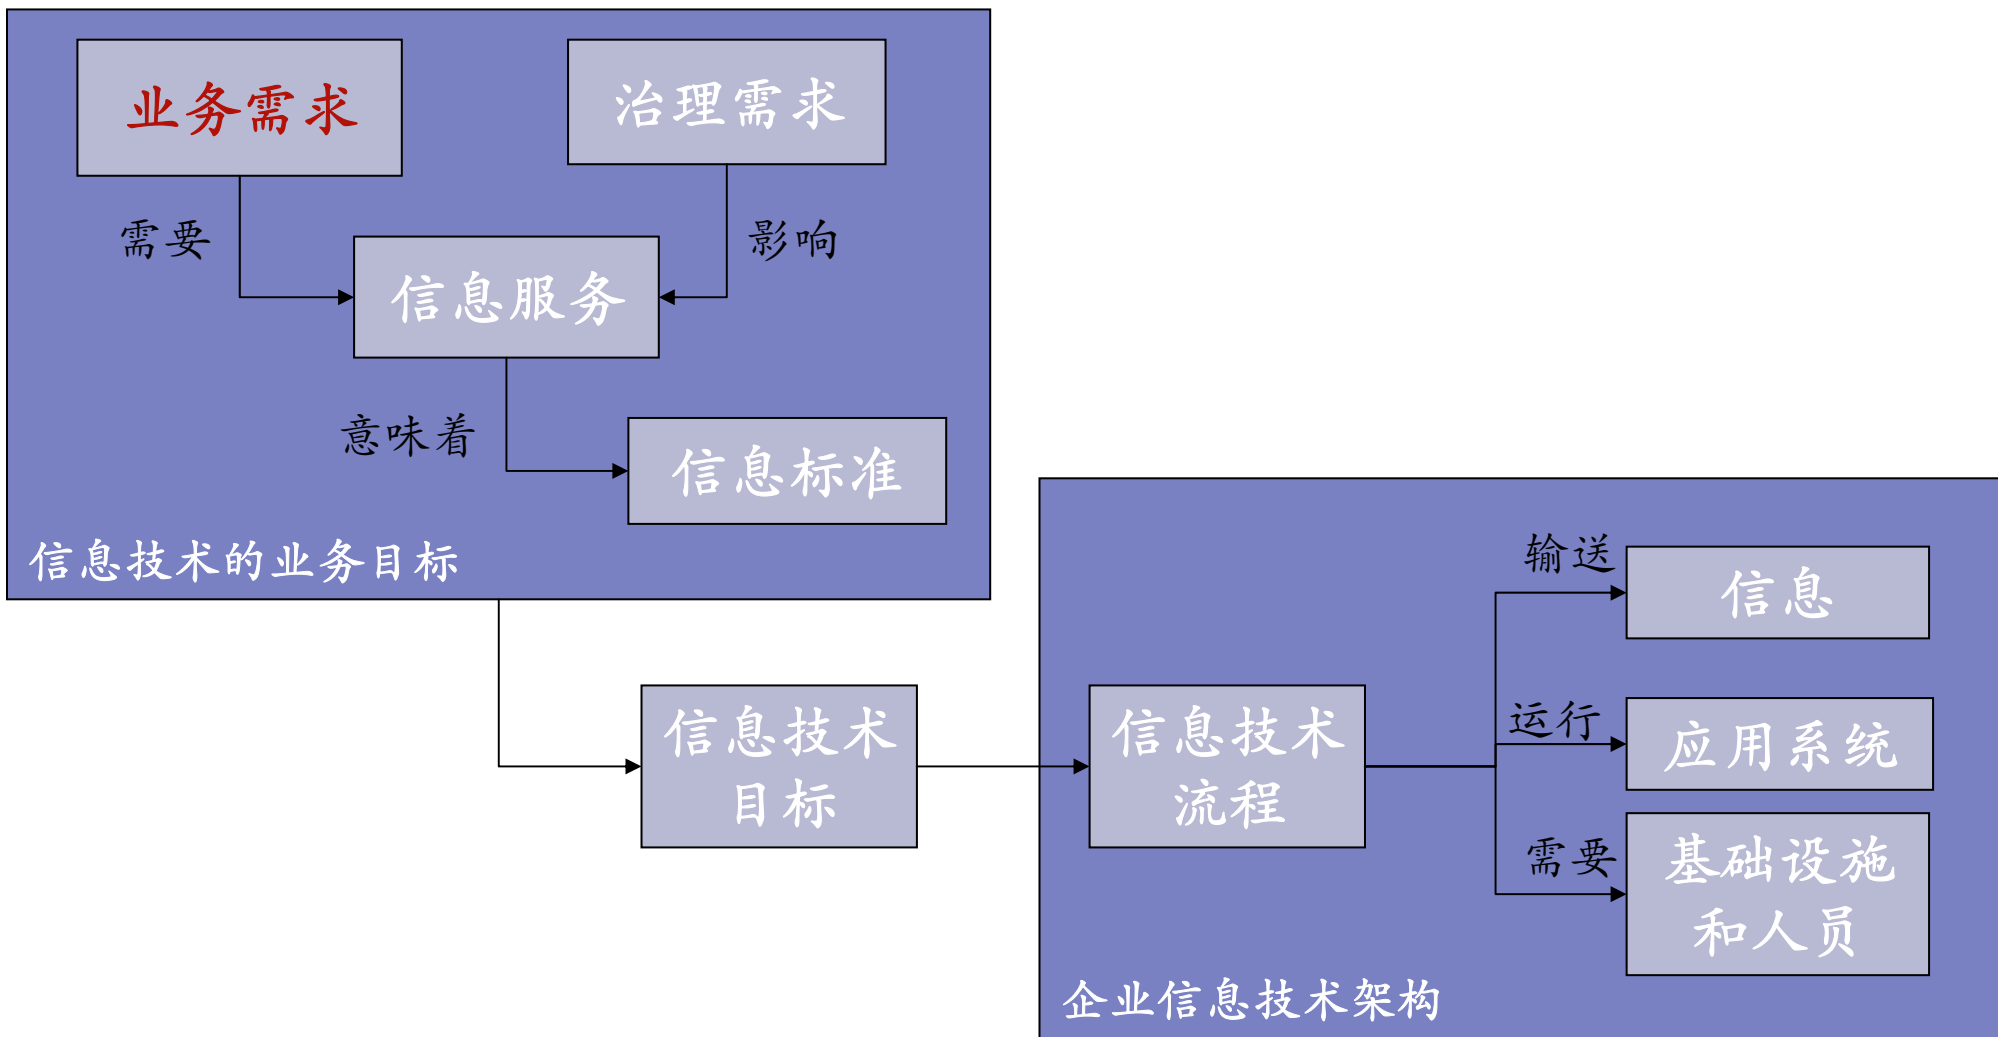 业务需求
治理需求
需要
影响
信息服务
意味着
信息标准
信息技术的业务目标
输送
信息
信息技术
目标
信息技术
流程
运行
应用系统
需要
基础设施
和人员
企业信息技术架构